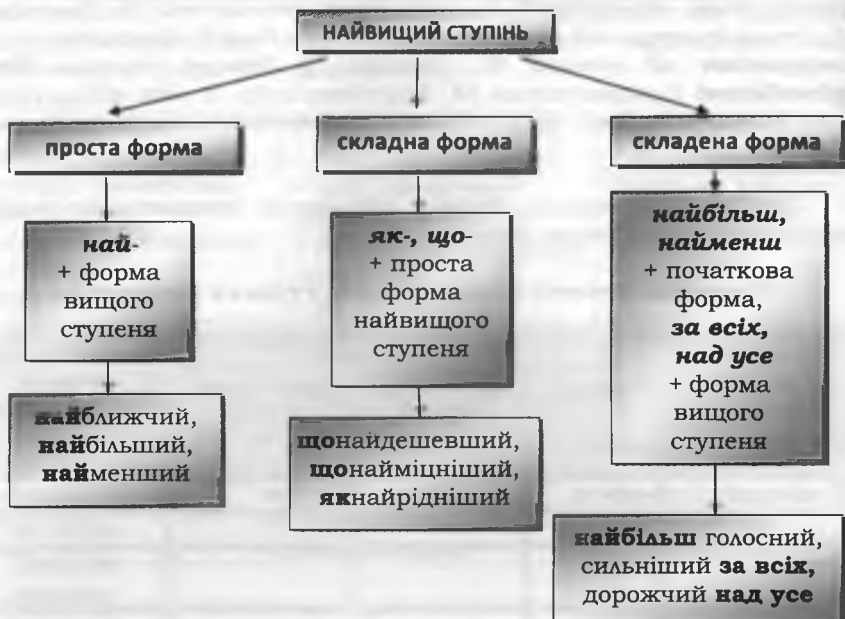 НАЙВИЩИЙ СТУПІНЬ
проста форма
най-
+ форма
вищого
ступеня
найближчий,
найбільший,
найменший
складна форма
як-, що-
+ проста
форма
найвищого
ступеня
щонайдешевший,
щонайміцніший,
якнайрідніший
складена форма
найбільш,
найменш
+ початкова
форма,
за всіх,
над усе
+ форма
вищого
ступеня
найбільш голосний,
сильніший за всіх,
дорожчий над усе